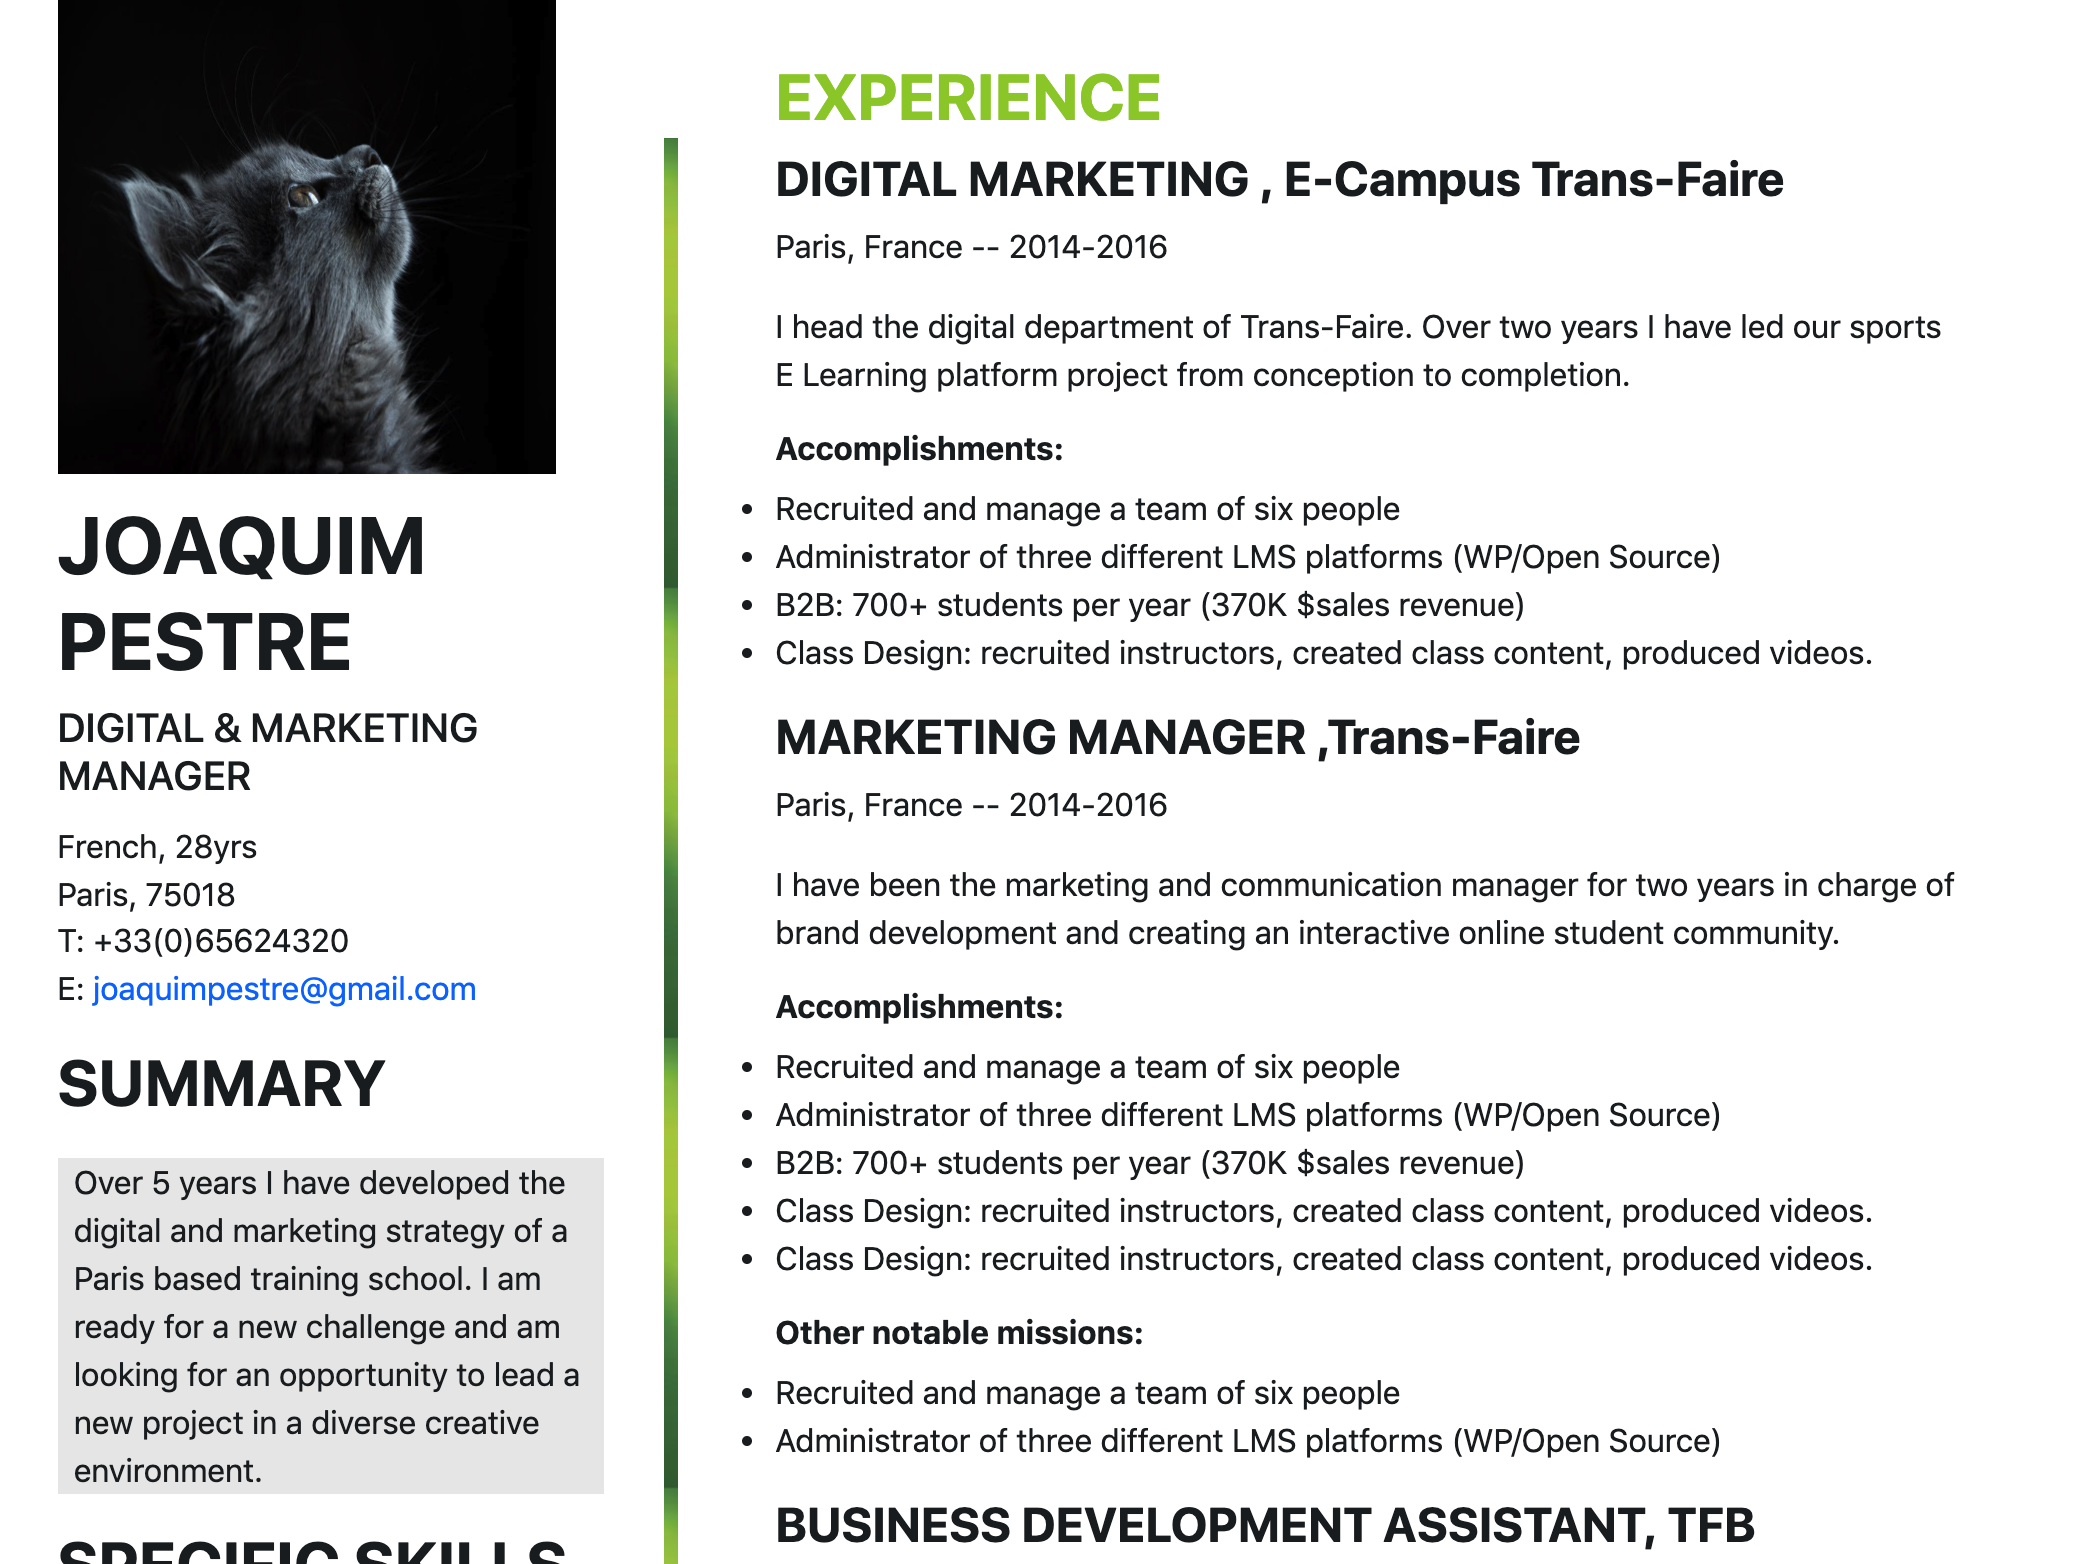 JOAQUIM
PESTRE
DIGITAL & MARKETING
MANAGER
French, 28yrs
Paris, 75018
T: +33(0)65624320
E: joaquimpestre@gmail.com
SUMMARY
Over 5 years I have developed the
digital and marketing strategy of a
Paris based training school. I am
ready for a new challenge and am
looking for an opportunity to lead a
new project in a diverse creative
environment.
SPECIFIC SKILLS
EXPERIENCE
DIGITAL MARKETING , E-Campus Trans-Faire
Paris, France -- 2014-2016
I head the digital department of Trans-Faire. Over two years I have led our sports
E Learning platform project from conception to completion.
Accomplishments:
• Recruited and manage a team of six people
• Administrator of three different LMS platforms (WP/Open Source)
• B2B: 700+ students per year (370K $sales revenue)
• Class Design: recruited instructors, created class content, produced videos.
MARKETING MANAGER ,Trans-Faire
Paris, France -- 2014-2016
I have been the marketing and communication manager for two years in charge of
brand development and creating an interactive online student community.
Accomplishments:
• Recruited and manage a team of six people
• Administrator of three different LMS platforms (WP/Open Source)
• B2B: 700+ students per year (370K $sales revenue)
• Class Design: recruited instructors, created class content, produced videos.
• Class Design: recruited instructors, created class content, produced videos.
Other notable missions:
• Recruited and manage a team of six people
• Administrator of three different LMS platforms (WP/Open Source)
BUSINESS DEVELOPMENT ASSISTANT, TFB